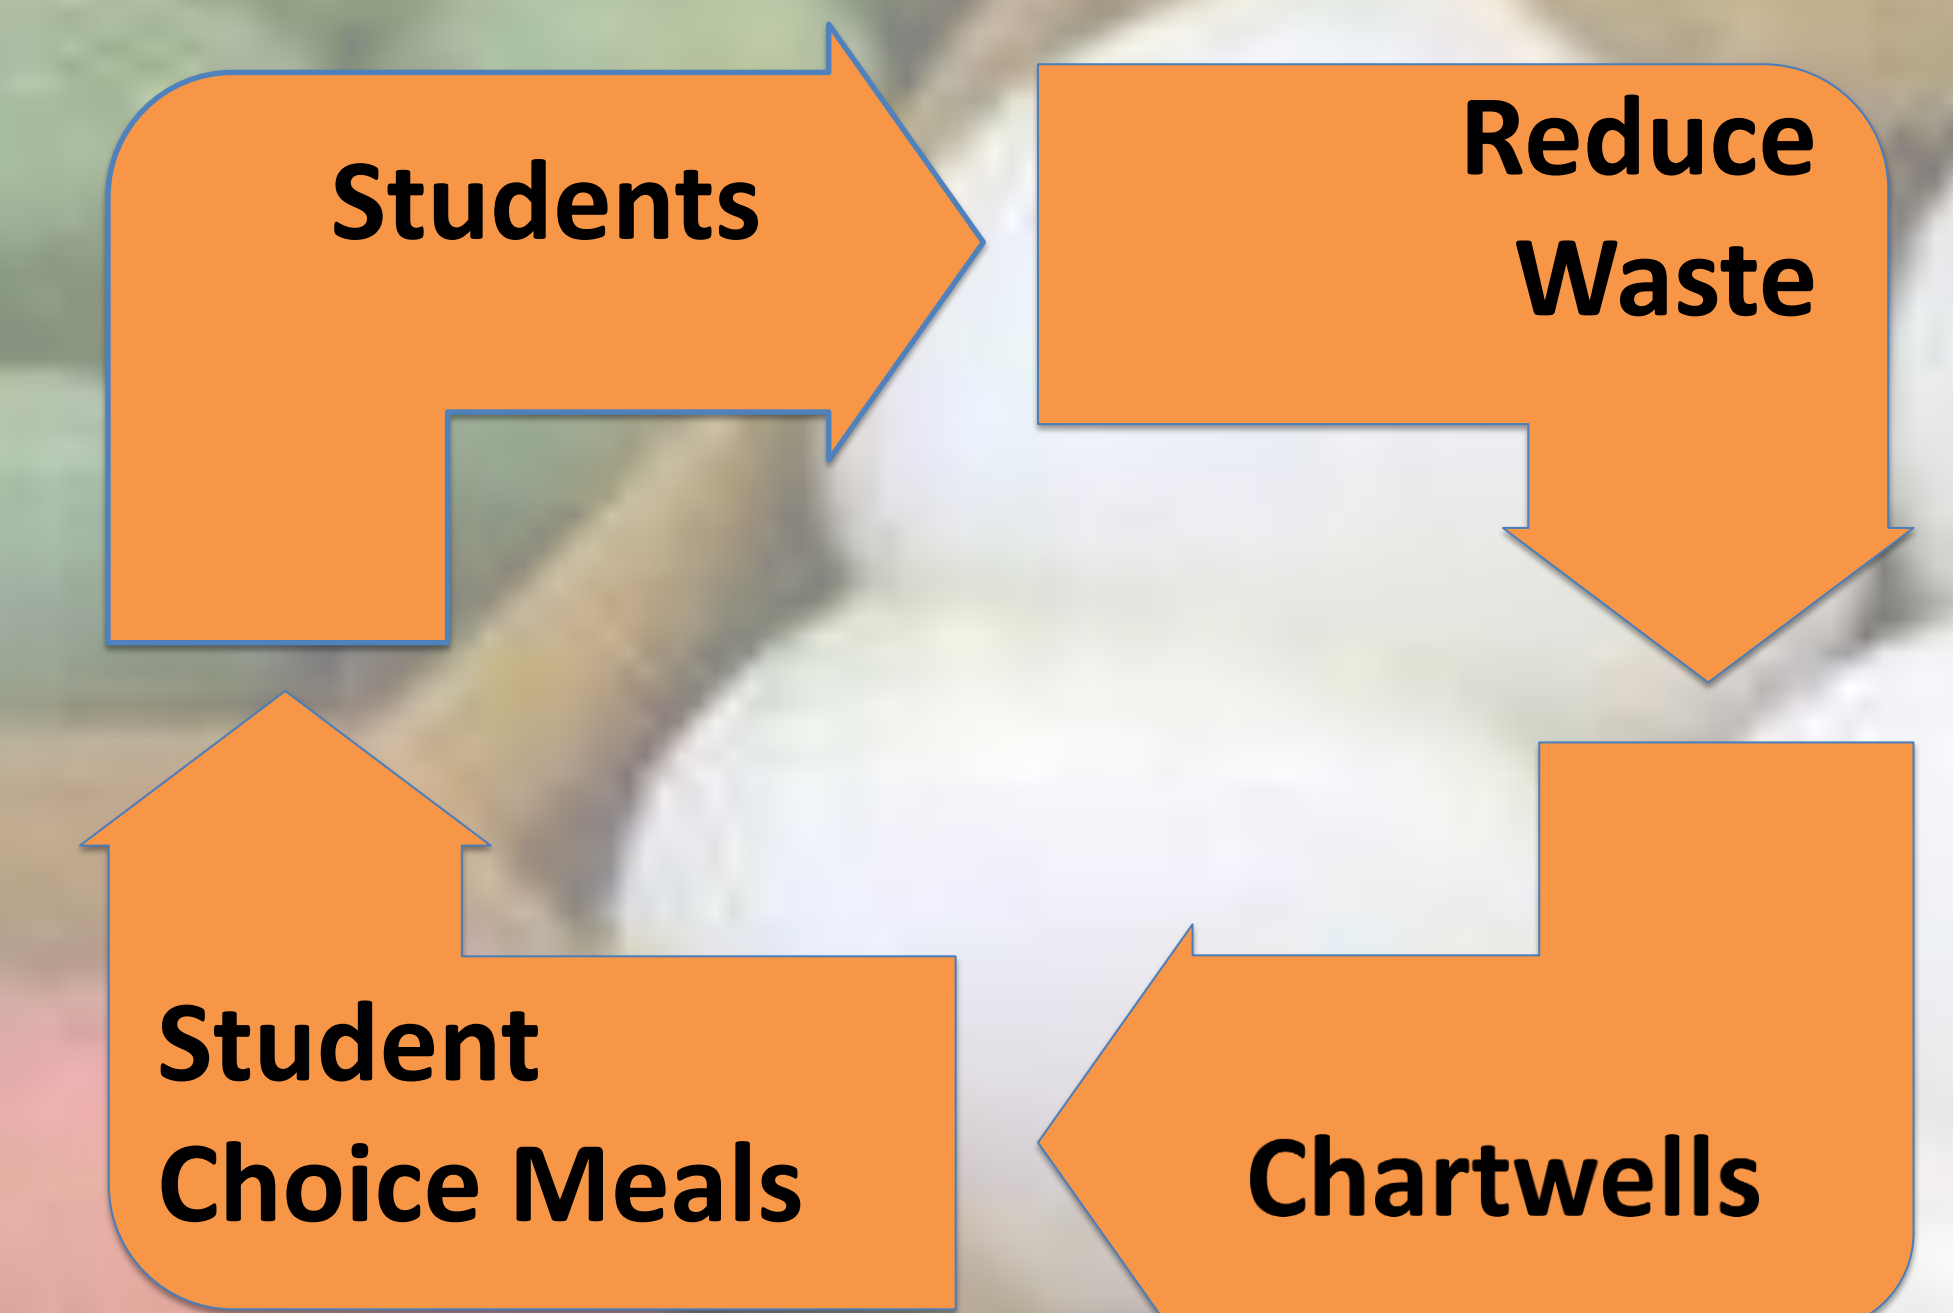 Students
Reduce
Waste
Student
Choice Meals
Chartwells